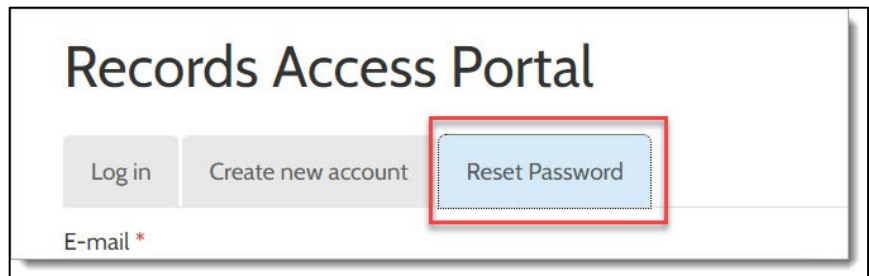 Records Access Portal
Log in Create new account Reset Password
E-mail *